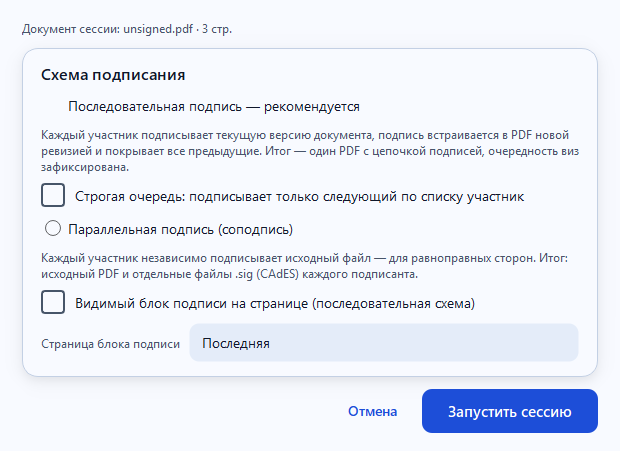 Документ сессии: unsigned.pdf · 3 стр.
Схема подписания
Последовательная подпись — рекомендуется
Каждый участник подписывает текущую версию документа, подпись встраивается в PDF новой
ревизией и покрывает все предыдущие. Итог — один PDF с цепочкой подписей, очередность виз
зафиксирована.
Строгая очередь: подписывает только следующий по списку участник
Параллельная подпись (соподпись)
Каждый участник независимо подписывает исходный файл — для равноправных сторон. Итог:
исходный PDF и отдельные файлы .sig (CAdES) каждого подписанта.
Видимый блок подписи на странице (последовательная схема)
Страница блока подписи Последняя
Отмена Запустить сессию